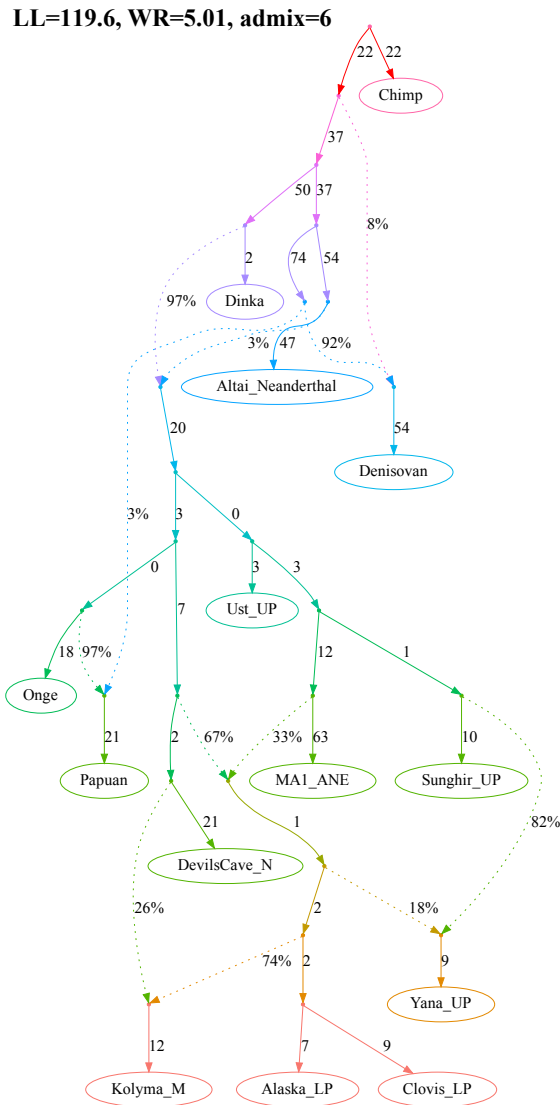 LL=119.6, WR=5.01, admix=6
22 22
Chimp
37
50 37
8%
2 74 54
97% Dinka
3% 47 92%
Altai_Neanderthal
20 54
Denisovan
3% 3 0
0 3 3
7 Ust_UP
18 97% 12 1
Onge
21 2 67% 33% 63 10
Papuan MA1_ANE Sunghir_UP
21 1 82%
DevilsCave_N
26% 2 18%
74% 2 9
Yana_UP
12 7 9
Kolyma_M Alaska_LP Clovis_LP